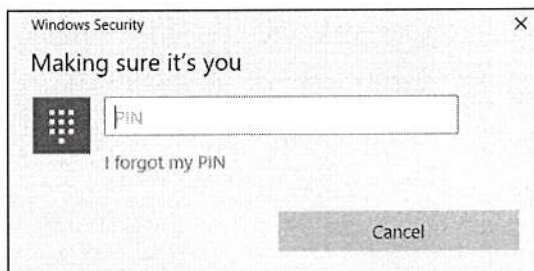 Windows Security
Making sure it's you
PIN
I forgot my PIN
Cancel